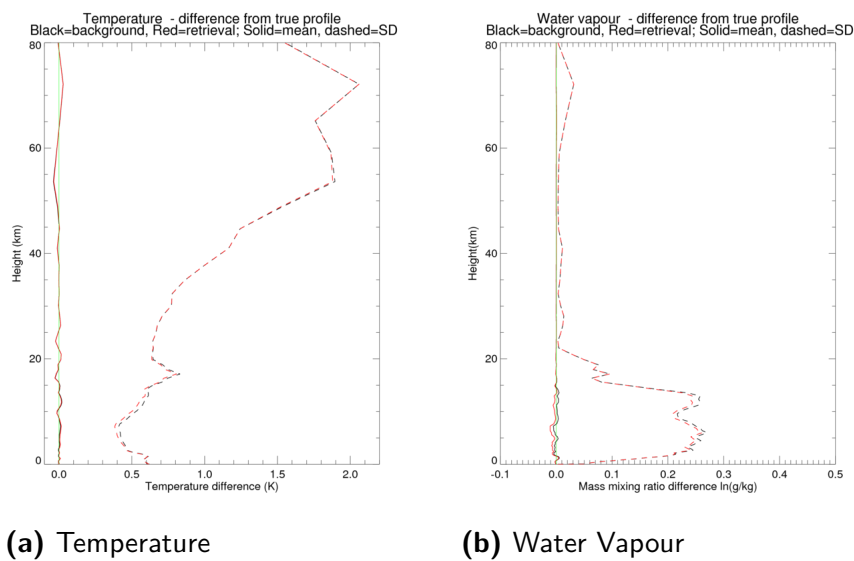 Temperature - difference from true profile
Black=background, Red=retrieval; Solid=mean, dashed=SD
80
60
40
20
0
Height (km)
0.0 0.5 1.0 1.5 2.0
Temperature difference (K)
(a) Temperature
Water vapour - difference from true profile
Black=background, Red=retrieval; Solid=mean, dashed=SD
80
60
40
20
0
Height(km)
-0.1 0.0 0.1 0.2 0.3 0.4 0.5
Mass mixing ratio difference ln(g/kg)
(b) Water Vapour